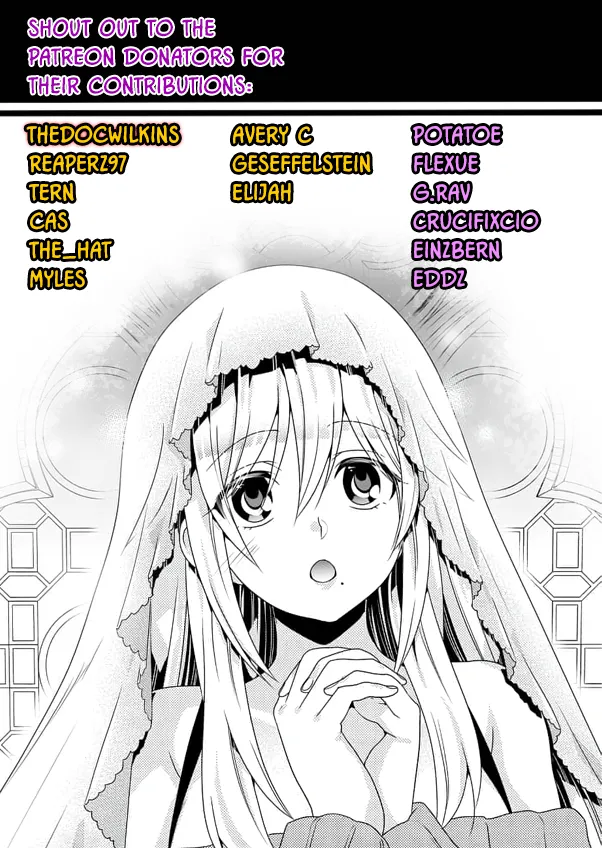 SHOUT OUT TO THE
PATREON DONATORS FOR
THEIR CONTRIBUTIONS:
THEDOCWILKINS
REAPERZ97
TERN
CAS
THE_HAT
MYLES
AVERY C
GESEFFELSTEIN
ELIJAH
POTATOE
FLEXUE
G.RAV
CRUCIFIXCIO
EINZBERN
EDDZ